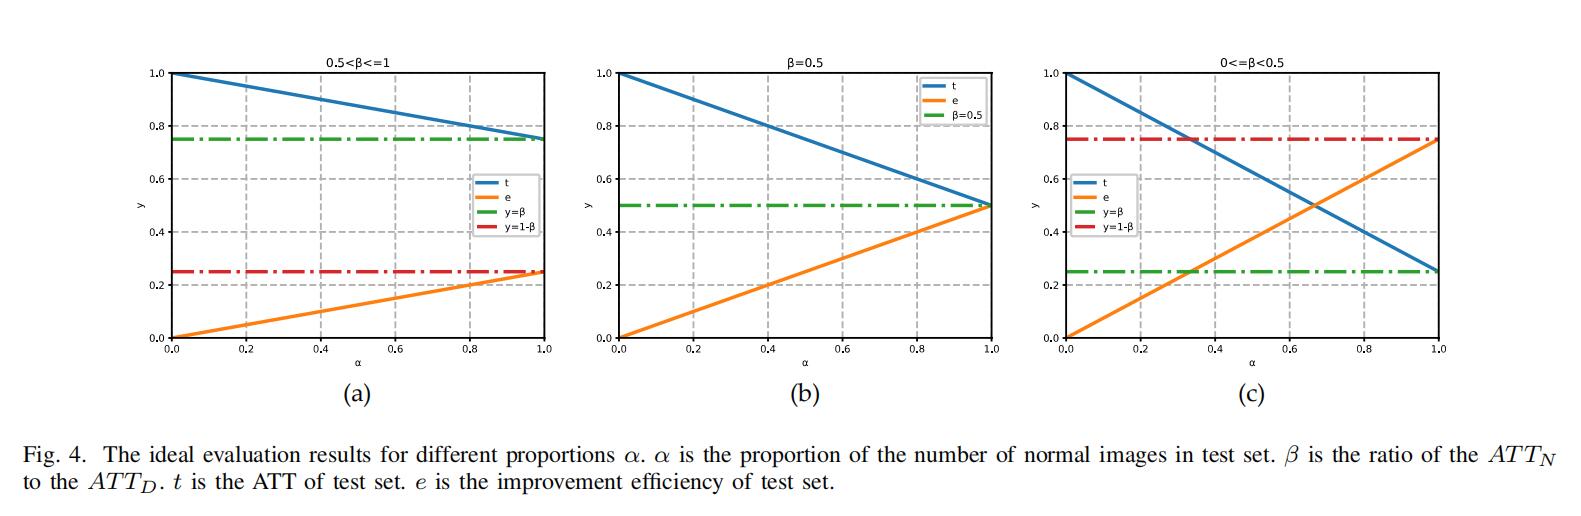 0.5<β<=1
1.0
0.8
0.6
0.4
0.2
0.0
y
t
e
y=β
y=1-β
0.0 0.2 0.4 0.6 0.8 1.0
α
(a)
β=0.5
1.0
0.8
0.6
0.4
0.2
0.0
y
t
e
β=0.5
0.0 0.2 0.4 0.6 0.8 1.0
α
(b)
0<=β<0.5
1.0
0.8
0.6
0.4
0.2
0.0
y
t
e
y=β
y=1-β
0.0 0.2 0.4 0.6 0.8 1.0
α
(c)
Fig. 4. The ideal evaluation results for different proportions α. α is the proportion of the number of normal images in test set. β is the ratio of the ATT_N
to the ATT_D. t is the ATT of test set. e is the improvement efficiency of test set.